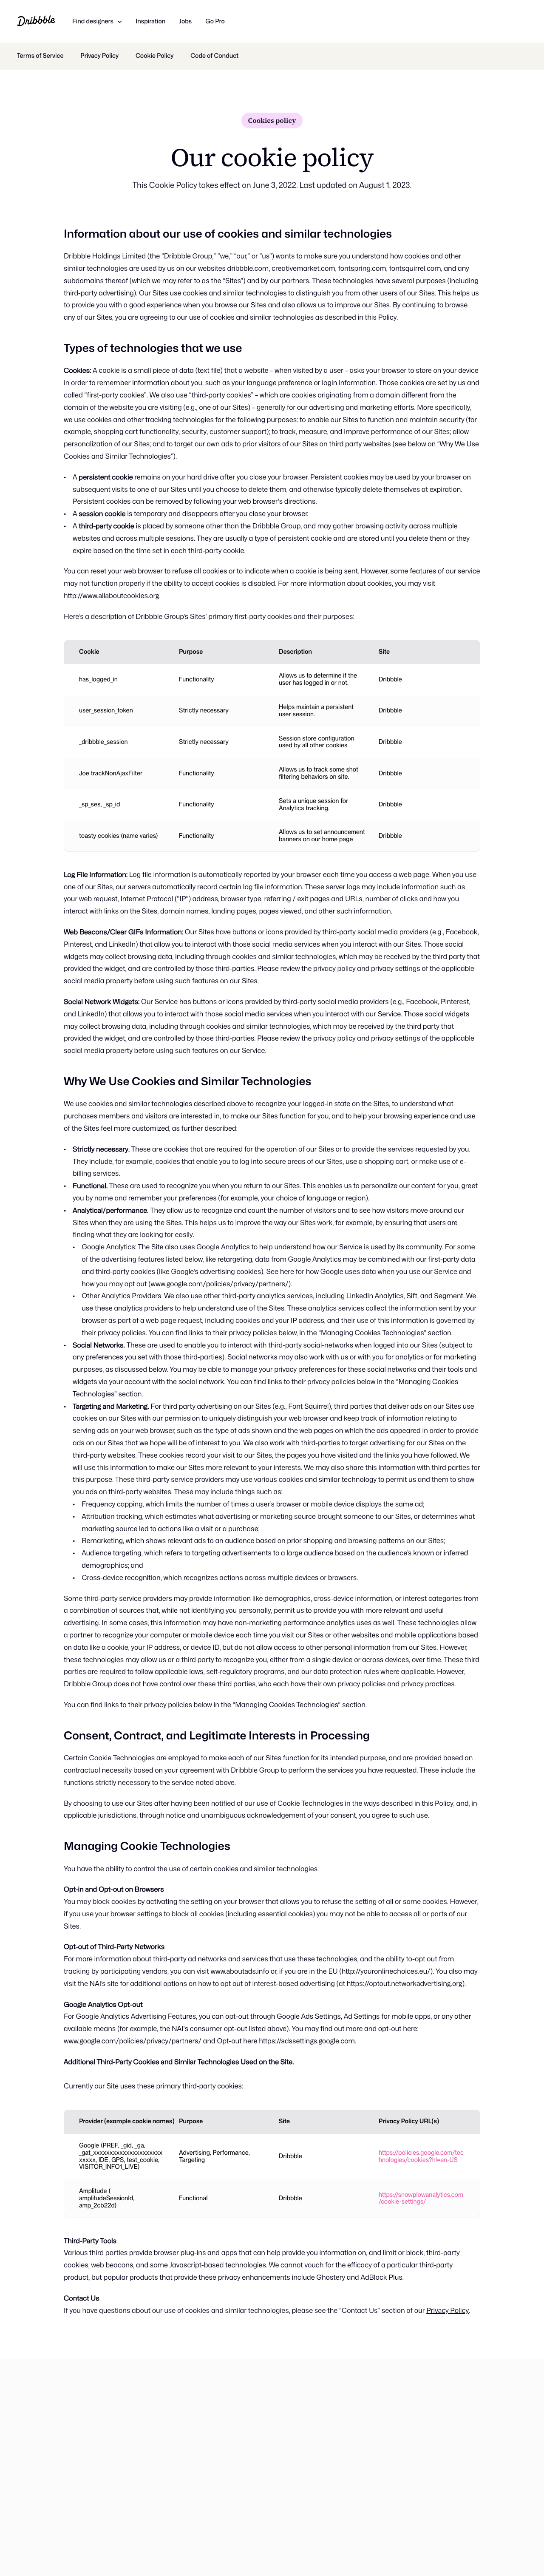 Dribbble
Find designers
Inspiration
Jobs
Go Pro
Terms of Service
Privacy Policy
Cookie Policy
Code of Conduct
Cookies policy
Our cookie policy
This Cookie Policy takes effect on June 3, 2022. Last updated on August 1, 2023.
Information about our use of cookies and similar technologies
Dribbble Holdings Limited (the “Dribbble Group,” “we,” “our,” or “us”) wants to make sure you understand how cookies and other
similar technologies are used by us on our websites dribbble.com, creativemarket.com, fontspring.com, fontsquirrel.com, and any
subdomains thereof (which we may refer to as the “Sites”) and by our partners. These technologies have several purposes (including
third-party advertising). Our Sites use cookies and similar technologies to distinguish you from other users of our Sites. This helps us
to provide you with a good experience when you browse our Sites and also allows us to improve our Sites. By continuing to browse
any of our Sites, you are agreeing to our use of cookies and similar technologies as described in this Policy.
Types of technologies that we use
Cookies: A cookie is a small piece of data (text file) that a website – when visited by a user – asks your browser to store on your device
in order to remember information about you, such as your language preference or login information. Those cookies are set by us and
called “first-party cookies”. We also use “third-party cookies” – which are cookies originating from a domain different from the
domain of the website you are visiting (e.g., one of our Sites) – generally for our advertising and marketing efforts. More specifically,
we use cookies and other tracking technologies for the following purposes: to enable our Sites to function and maintain security (for
example, shopping cart functionality, security, customer support); to track, measure, and improve performance of our Sites; allow
personalization of our Sites; and to target our own ads to prior visitors of our Sites on third party websites (see below on “Why We Use
Cookies and Similar Technologies”).
• A persistent cookie remains on your hard drive after you close your browser. Persistent cookies may be used by your browser on
subsequent visits to one of our Sites until you choose to delete them, and otherwise typically delete themselves at expiration.
Persistent cookies can be removed by following your web browser's directions.
• A session cookie is temporary and disappears after you close your browser.
• A third-party cookie is placed by someone other than the Dribbble Group, and may gather browsing activity across multiple
websites and across multiple sessions. They are usually a type of persistent cookie and are stored until you delete them or they
expire based on the time set in each third-party cookie.
You can reset your web browser to refuse all cookies or to indicate when a cookie is being sent. However, some features of our service
may not function properly if the ability to accept cookies is disabled. For more information about cookies, you may visit
http://www.allaboutcookies.org.
Here's a description of Dribbble Group's Sites' primary first-party cookies and their purposes:
Cookie Purpose Description Site
has_logged_in Functionality Allows us to determine if the
user has logged in or not. Dribbble
user_session_token Strictly necessary Helps maintain a persistent
user session. Dribbble
_dribbble_session Strictly necessary Session store configuration
used by all other cookies. Dribbble
Joe trackNonAjaxFilter Functionality Allows us to track some shot
filtering behaviors on site. Dribbble
_sp_ses, _sp_id Functionality Sets a unique session for
Analytics tracking. Dribbble
toasty cookies (name varies) Functionality Allows us to set announcement
banners on our home page Dribbble
Log File Information: Log file information is automatically reported by your browser each time you access a web page. When you use
one of our Sites, our servers automatically record certain log file information. These server logs may include information such as
your web request, Internet Protocol ("IP") address, browser type, referring / exit pages and URLs, number of clicks and how you
interact with links on the Sites, domain names, landing pages, pages viewed, and other such information.
Web Beacons/Clear GIFs Information: Our Sites have buttons or icons provided by third-party social media providers (e.g., Facebook,
Pinterest, and LinkedIn) that allow you to interact with those social media services when you interact with our Sites. Those social
widgets may collect browsing data, including through cookies and similar technologies, which may be received by the third party that
provided the widget, and are controlled by those third-parties. Please review the privacy policy and privacy settings of the applicable
social media property before using such features on our Sites.
Social Network Widgets: Our Service has buttons or icons provided by third-party social media providers (e.g., Facebook, Pinterest,
and LinkedIn) that allows you to interact with those social media services when you interact with our Service. Those social widgets
may collect browsing data, including through cookies and similar technologies, which may be received by the third party that
provided the widget, and are controlled by those third-parties. Please review the privacy policy and privacy settings of the applicable
social media property before using such features on our Service.
Why We Use Cookies and Similar Technologies
We use cookies and similar technologies described above to recognize your logged-in state on the Sites, to understand what
purchases members and visitors are interested in, to make our Sites function for you, and to help your browsing experience and use
of the Sites feel more customized, as further described:
• Strictly necessary. These are cookies that are required for the operation of our Sites or to provide the services requested by you.
They include, for example, cookies that enable you to log into secure areas of our Sites, use a shopping cart, or make use of e-
billing services.
• Functional. These are used to recognize you when you return to our Sites. This enables us to personalize our content for you, greet
you by name and remember your preferences (for example, your choice of language or region).
• Analytical/performance. They allow us to recognize and count the number of visitors and to see how visitors move around our
Sites when they are using the Sites. This helps us to improve the way our Sites work, for example, by ensuring that users are
finding what they are looking for easily.
• Google Analytics: The Site also uses Google Analytics to help understand how our Service is used by its community. For some
of the advertising features listed below, like retargeting, data from Google Analytics may be combined with our first-party data
and third-party cookies (like Google's advertising cookies). See here for how Google uses data when you use our Service and
how you may opt out (www.google.com/policies/privacy/partners/).
• Other Analytics Providers. We also use other third-party analytics services, including LinkedIn Analytics, Sift, and Segment. We
use these analytics providers to help understand use of the Sites. These analytics services collect the information sent by your
browser as part of a web page request, including cookies and your IP address, and their use of this information is governed by
their privacy policies. You can find links to their privacy policies below, in the “Managing Cookies Technologies” section.
• Social Networks. These are used to enable you to interact with third-party social-networks when logged into our Sites (subject to
any preferences you set with those third-parties). Social networks may also work with us or with you for analytics or for marketing
purposes, as discussed below. You may be able to manage your privacy preferences for these social networks and their tools and
widgets via your account with the social network. You can find links to their privacy policies below in the “Managing Cookies
Technologies” section.
• Targeting and Marketing. For third party advertising on our Sites (e.g., Font Squirrel), third parties that deliver ads on our Sites use
cookies on our Sites with our permission to uniquely distinguish your web browser and keep track of information relating to
serving ads on your web browser, such as the type of ads shown and the web pages on which the ads appeared in order to provide
ads on our Sites that we hope will be of interest to you. We also work with third-parties to target advertising for our Sites on the
third-party websites. These cookies record your visit to our Sites, the pages you have visited and the links you have followed. We
will use this information to make our Sites more relevant to your interests. We may also share this information with third parties for
this purpose. These third-party service providers may use various cookies and similar technology to permit us and them to show
you ads on third-party websites. These may include things such as:
• Frequency capping, which limits the number of times a user's browser or mobile device displays the same ad;
• Attribution tracking, which estimates what advertising or marketing source brought someone to our Sites, or determines what
marketing source led to actions like a visit or a purchase;
• Remarketing, which shows relevant ads to an audience based on prior shopping and browsing patterns on our Sites;
• Audience targeting, which refers to targeting advertisements to a large audience based on the audience's known or inferred
demographics; and
• Cross-device recognition, which recognizes actions across multiple devices or browsers.
Some third-party service providers may provide information like demographics, cross-device information, or interest categories from
a combination of sources that, while not identifying you personally, permit us to provide you with more relevant and useful
advertising. In some cases, this information may have non-marketing performance analytics uses as well. These technologies allow
a partner to recognize your computer or mobile device each time you visit our Sites or other websites and mobile applications based
on data like a cookie, your IP address, or device ID, but do not allow access to other personal information from our Sites. However,
these technologies may allow us or a third party to recognize you, either from a single device or across devices, over time. These third
parties are required to follow applicable laws, self-regulatory programs, and our data protection rules where applicable. However,
Dribbble Group does not have control over these third parties, who each have their own privacy policies and privacy practices.
You can find links to their privacy policies below in the “Managing Cookies Technologies” section.
Consent, Contract, and Legitimate Interests in Processing
Certain Cookie Technologies are employed to make each of our Sites function for its intended purpose, and are provided based on
contractual necessity based on your agreement with Dribbble Group to perform the services you have requested. These include the
functions strictly necessary to the service noted above.
By choosing to use our Sites after having been notified of our use of Cookie Technologies in the ways described in this Policy, and, in
applicable jurisdictions, through notice and unambiguous acknowledgement of your consent, you agree to such use.
Managing Cookie Technologies
You have the ability to control the use of certain cookies and similar technologies.
Opt-in and Opt-out on Browsers
You may block cookies by activating the setting on your browser that allows you to refuse the setting of all or some cookies. However,
if you use your browser settings to block all cookies (including essential cookies) you may not be able to access all or parts of our
Sites.
Opt-out of Third-Party Networks
For more information about third-party ad networks and services that use these technologies, and the ability to-opt out from
tracking by participating vendors, you can visit www.aboutads.info or, if you are in the EU (http://youronlinechoices.eu/). You also may
visit the NAI's site for additional options on how to opt out of interest-based advertising (at https://optout.networkadvertising.org).
Google Analytics Opt-out
For Google Analytics Advertising Features, you can opt-out through Google Ads Settings, Ad Settings for mobile apps, or any other
available means (for example, the NAI's consumer opt-out listed above). You may find out more and opt-out here:
www.google.com/policies/privacy/partners/ and Opt-out here https://adssettings.google.com.
Additional Third-Party Cookies and Similar Technologies Used on the Site.
Currently our Site uses these primary third-party cookies:
Provider (example cookie names) Purpose Site Privacy Policy URL(s)
Google (PREF, _gid, _ga,
_gat_xxxxxxxxxxxxxxxxxxxxx
xxxxx, IDE, GPS, test_cookie,
VISITOR_INFO1_LIVE)
Advertising, Performance,
Targeting
Dribbble
https://policies.google.com/tec
hnologies/cookies?hl=en-US
Amplitude (
amplitudeSessionId,
amp_2cb22d)
Functional
Dribbble
https://snowplowanalytics.com
/cookie-settings/
Third-Party Tools
Various third parties provide browser plug-ins and apps that can help provide you information on, and limit or block, third-party
cookies, web beacons, and some Javascript-based technologies. We cannot vouch for the efficacy of a particular third-party
product, but popular products that provide these privacy enhancements include Ghostery and AdBlock Plus.
Contact Us
If you have questions about our use of cookies and similar technologies, please see the “Contact Us” section of our Privacy Policy.